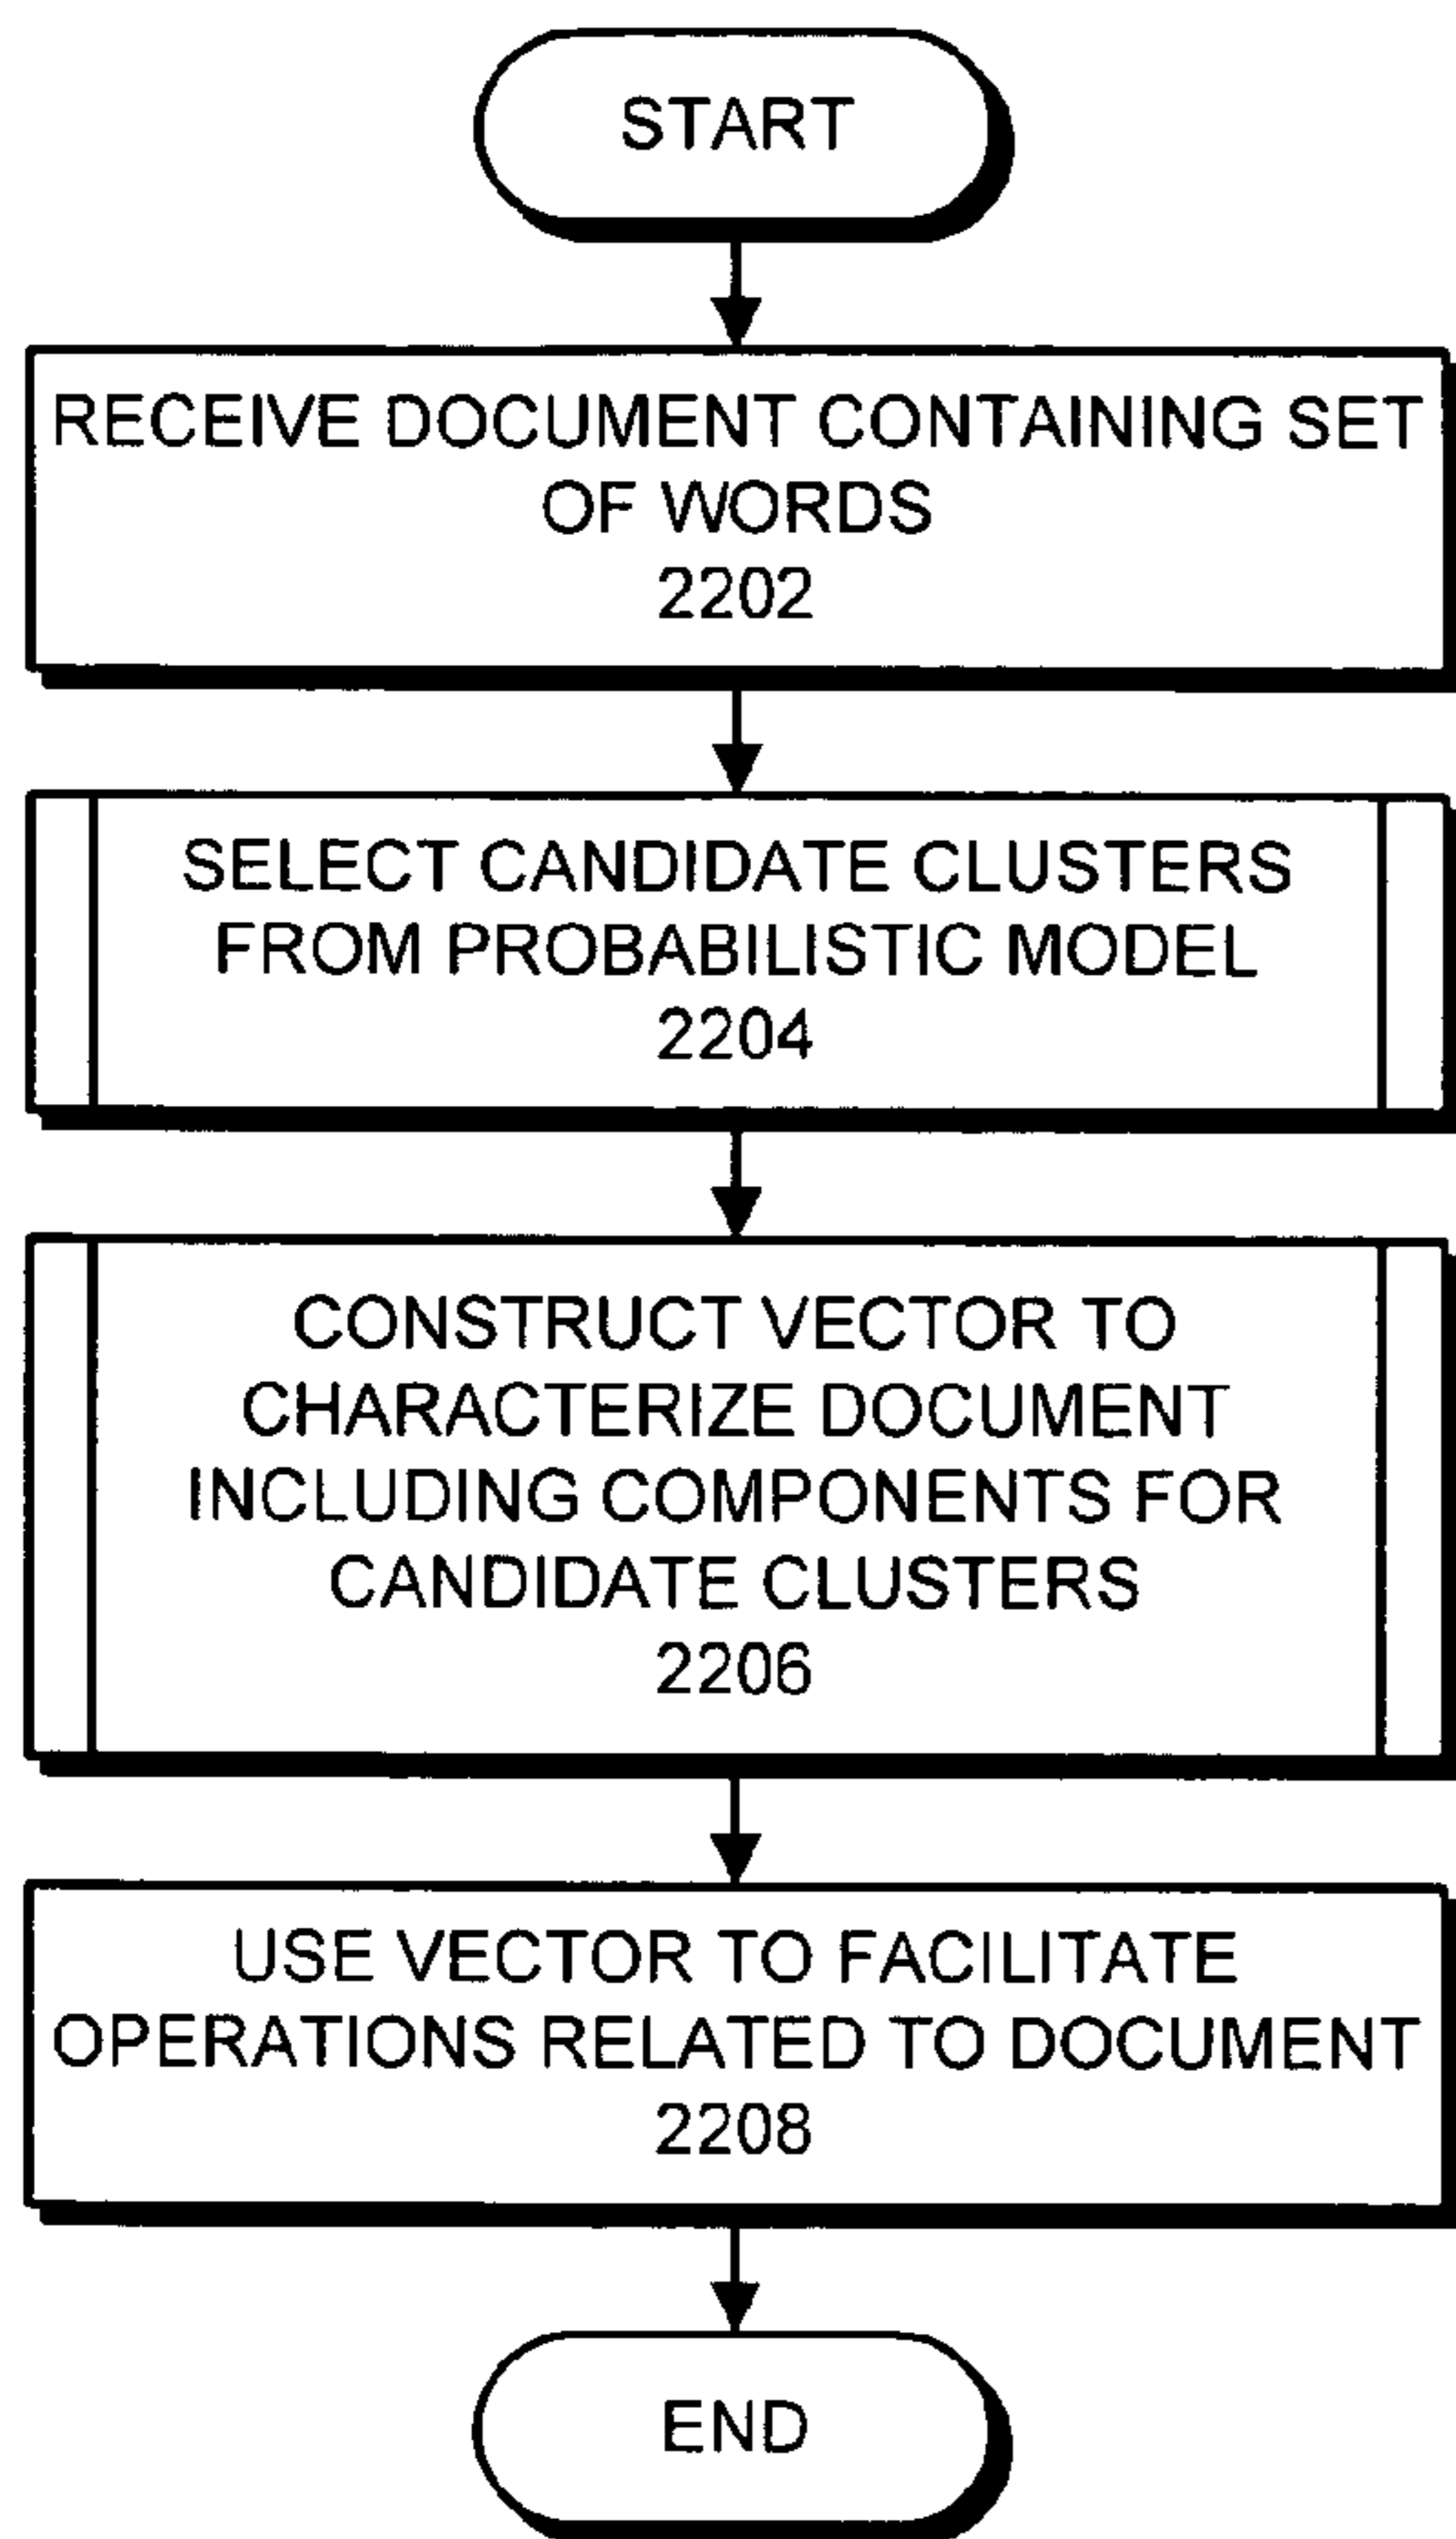 START
RECEIVE DOCUMENT CONTAINING SET
OF WORDS
2202
SELECT CANDIDATE CLUSTERS
FROM PROBABILISTIC MODEL
2204
CONSTRUCT VECTOR TO
CHARACTERIZE DOCUMENT
INCLUDING COMPONENTS FOR
CANDIDATE CLUSTERS
2206
USE VECTOR TO FACILITATE
OPERATIONS RELATED TO DOCUMENT
2208
END